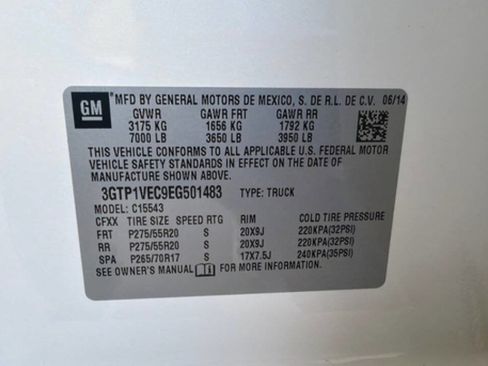 GM MFD BY GENERAL MOTORS DE MEXICO, S. DE R.L. DE C.V. 06/14
GVWR GAWR FRT GAWR RR
3175 KG 1656 KG 1792 KG
7000 LB 3650 LB 3950 LB
THIS VEHICLE CONFORMS TO ALL APPLICABLE U.S. FEDERAL MOTOR
VEHICLE SAFETY STANDARDS IN EFFECT ON THE DATE OF
MANUFACTURE SHOWN ABOVE.
3GTP1VEC9EG501483 TYPE: TRUCK
MODEL: C15543
CFXX TIRE SIZE SPEED RTG RIM COLD TIRE PRESSURE
FRT P275/55R20 S 20X9J 220KPA(32PSI)
RR P275/55R20 S 20X9J 220KPA(32PSI)
SPA P265/70R17 S 17X7.5J 240KPA(35PSI)
SEE OWNER'S MANUAL FOR MORE INFORMATION.